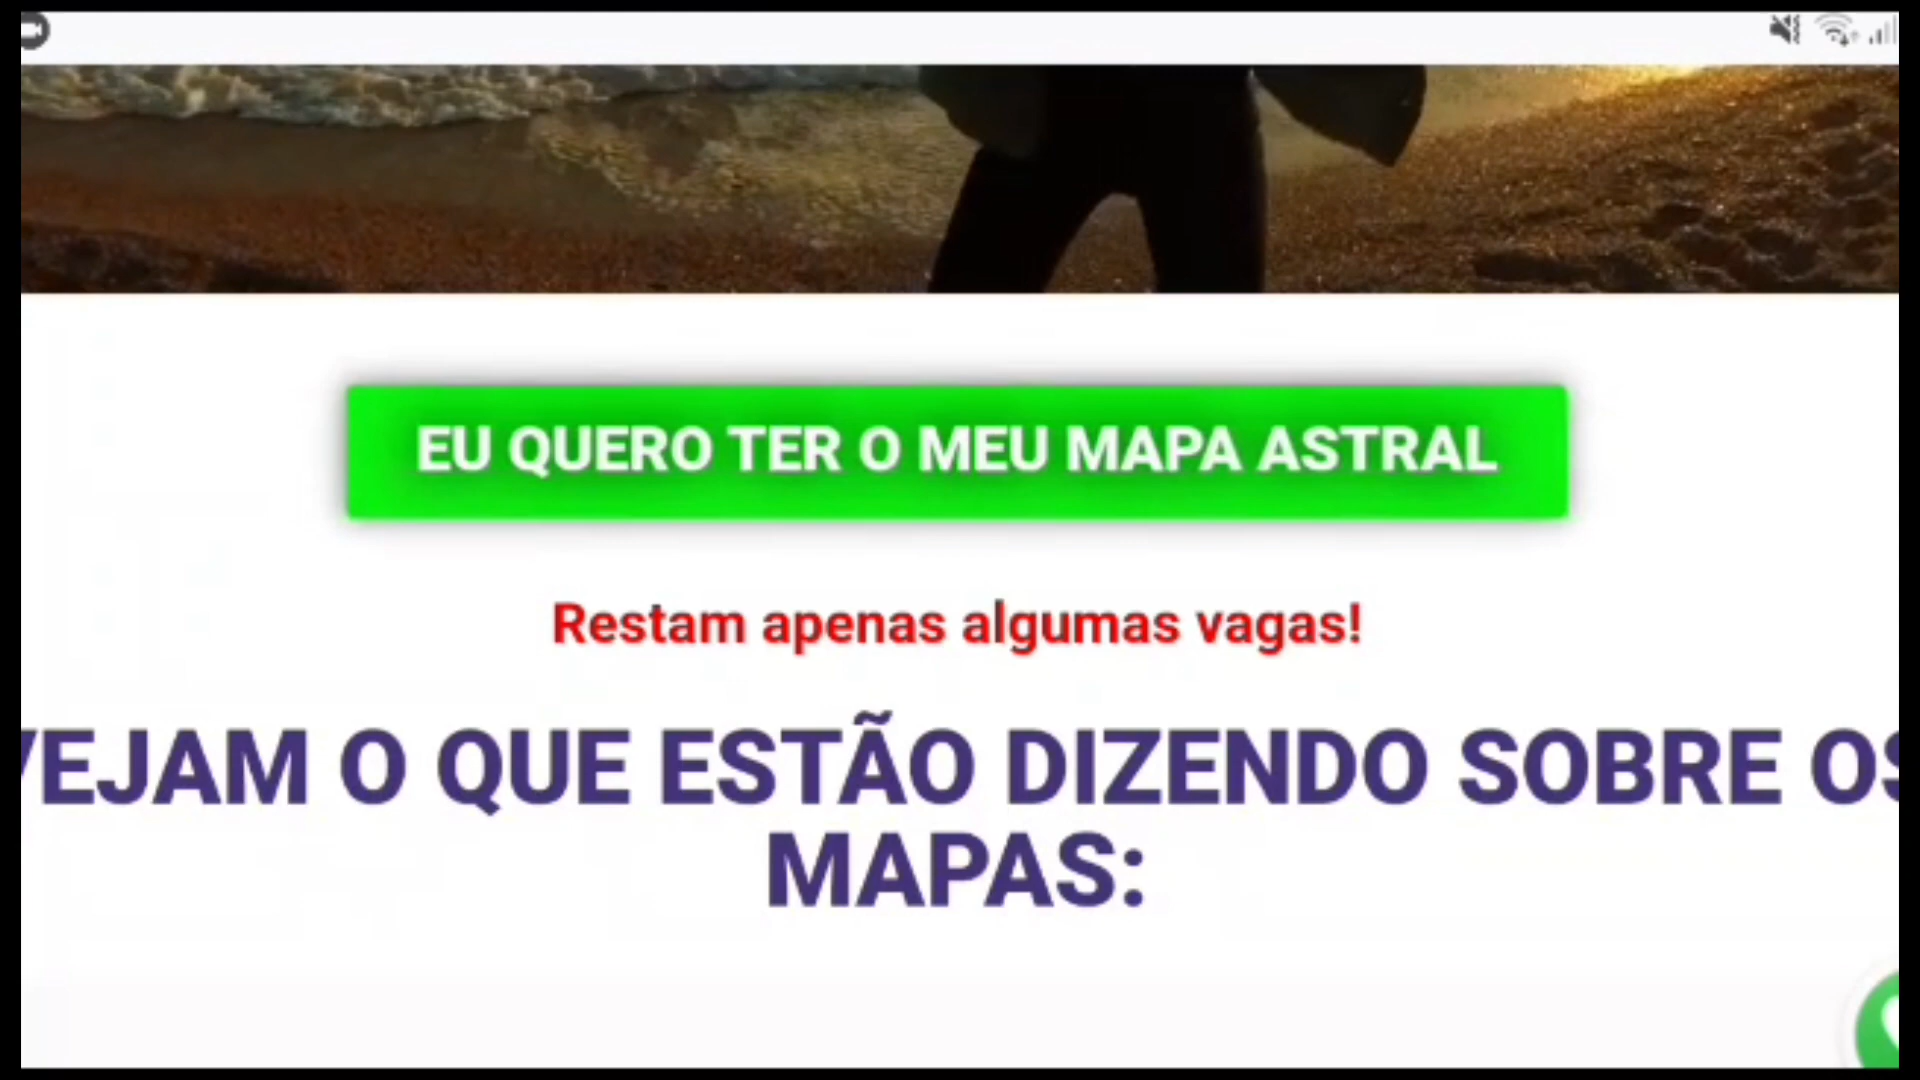 EU QUERO TER O MEU MAPA ASTRAL
Restam apenas algumas vagas!
VEJAM O QUE ESTÃO DIZENDO SOBRE OS
MAPAS: